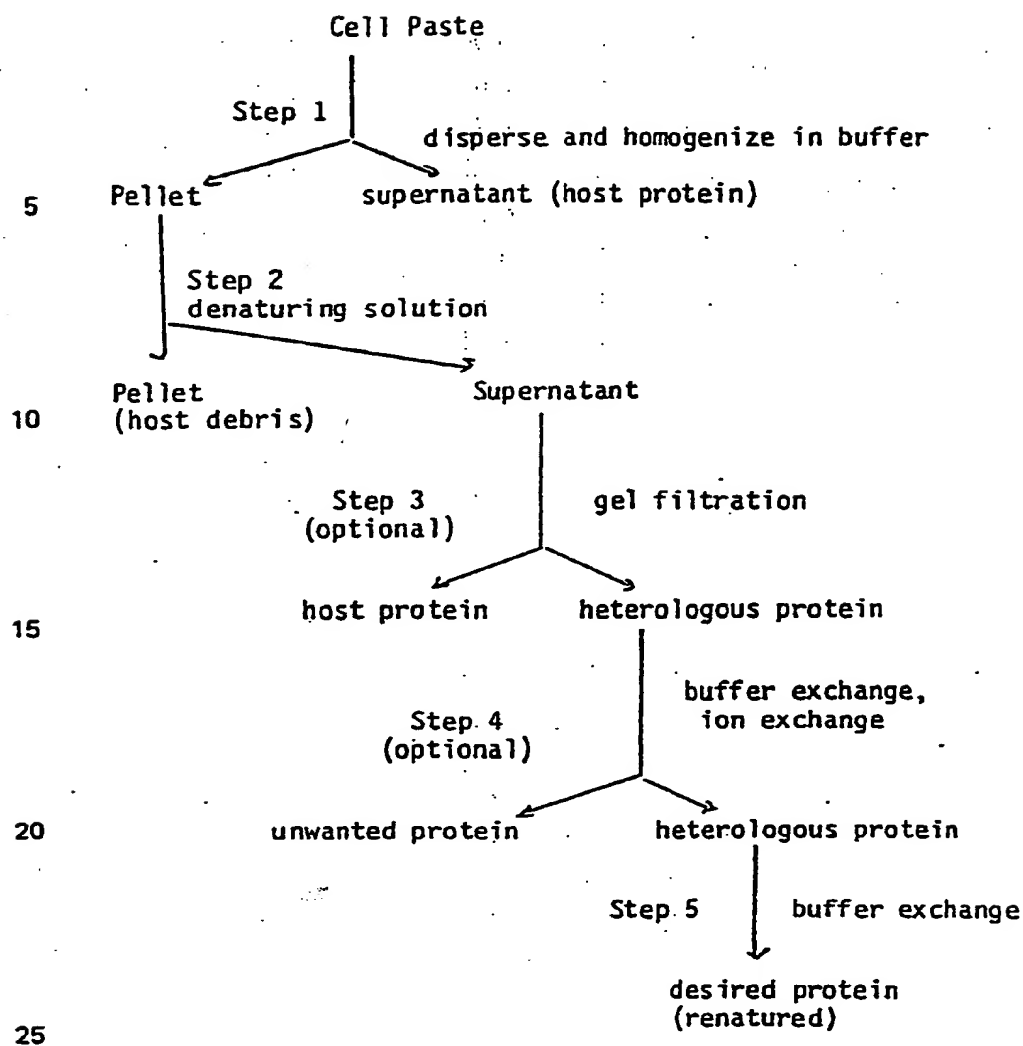 Cell Paste
Step 1
disperse and homogenize in buffer
5
Pellet
supernatant (host protein)
Step 2
denaturing solution
Pellet
(host debris)
Supernatant
10
Step 3
(optional)
gel filtration
host protein
heterologous protein
15
buffer exchange,
ion exchange
Step 4
(optional)
20
unwanted protein
heterologous protein
Step 5
buffer exchange
desired protein
(renatured)
25